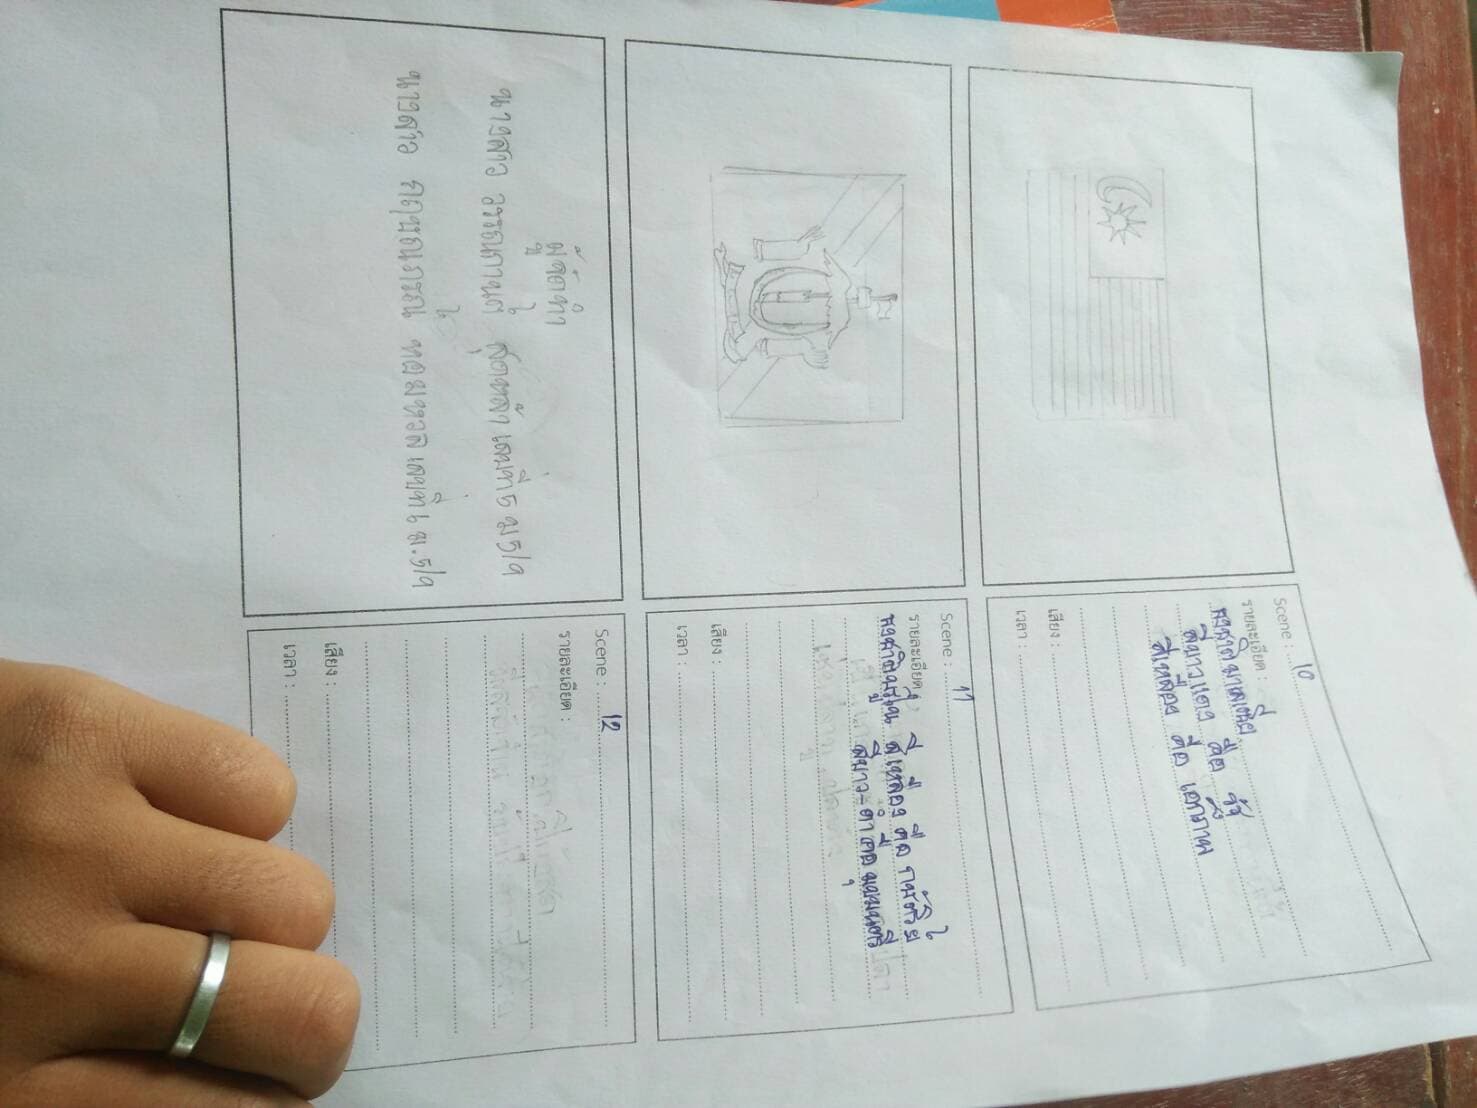 Scene : 10
รายละเอียด :
ธงชาติมาเลเซีย
สีขาวแดง คือ รัฐ
สีเหลือง คือ เอกภาพ
เสียง :
เวลา :
Scene : 11
รายละเอียด :
ธงชาติบรูไน สีเหลือง คือ กษัตริย์
สีขาว-ดำ คือ มุขมนตรี
เสียง :
เวลา :
ผู้จัดทำ
นางสาว วรรณกานต์ สุดหล้า เลขที่ 5 ม 5/9
นางสาว กฤษณภรณ์ หอมหวล เลขที่ 6 ม.5/9
Scene : 12
รายละเอียด :
เสียง :
เวลา :